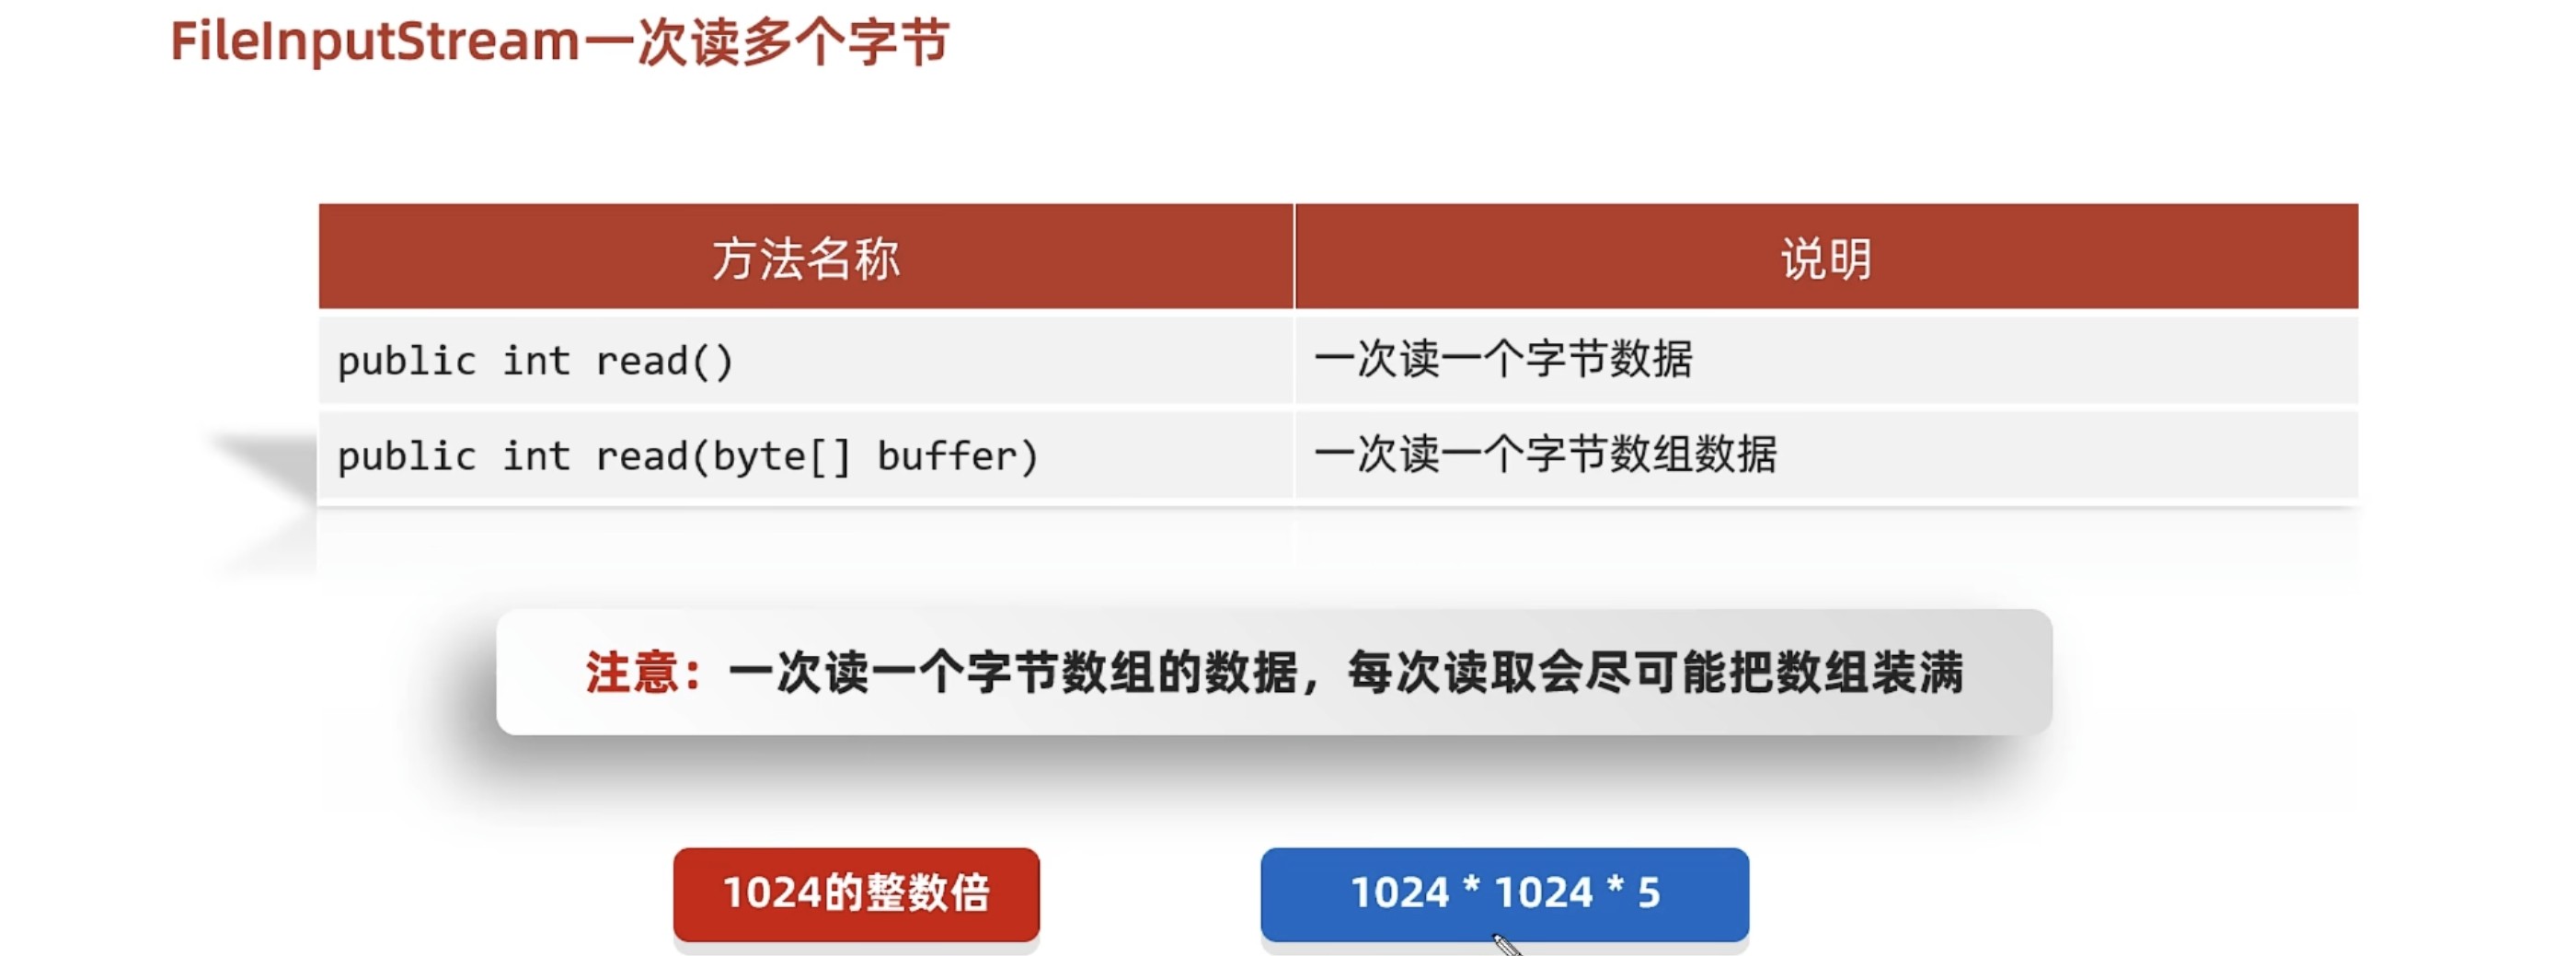 FileInputStream一次读多个字节
方法名称 说明
public int read() 一次读一个字节数据
public int read(byte[] buffer) 一次读一个字节数组数据
注意：一次读一个字节数组的数据，每次读取会尽可能把数组装满
1024的整数倍 1024 * 1024 * 5